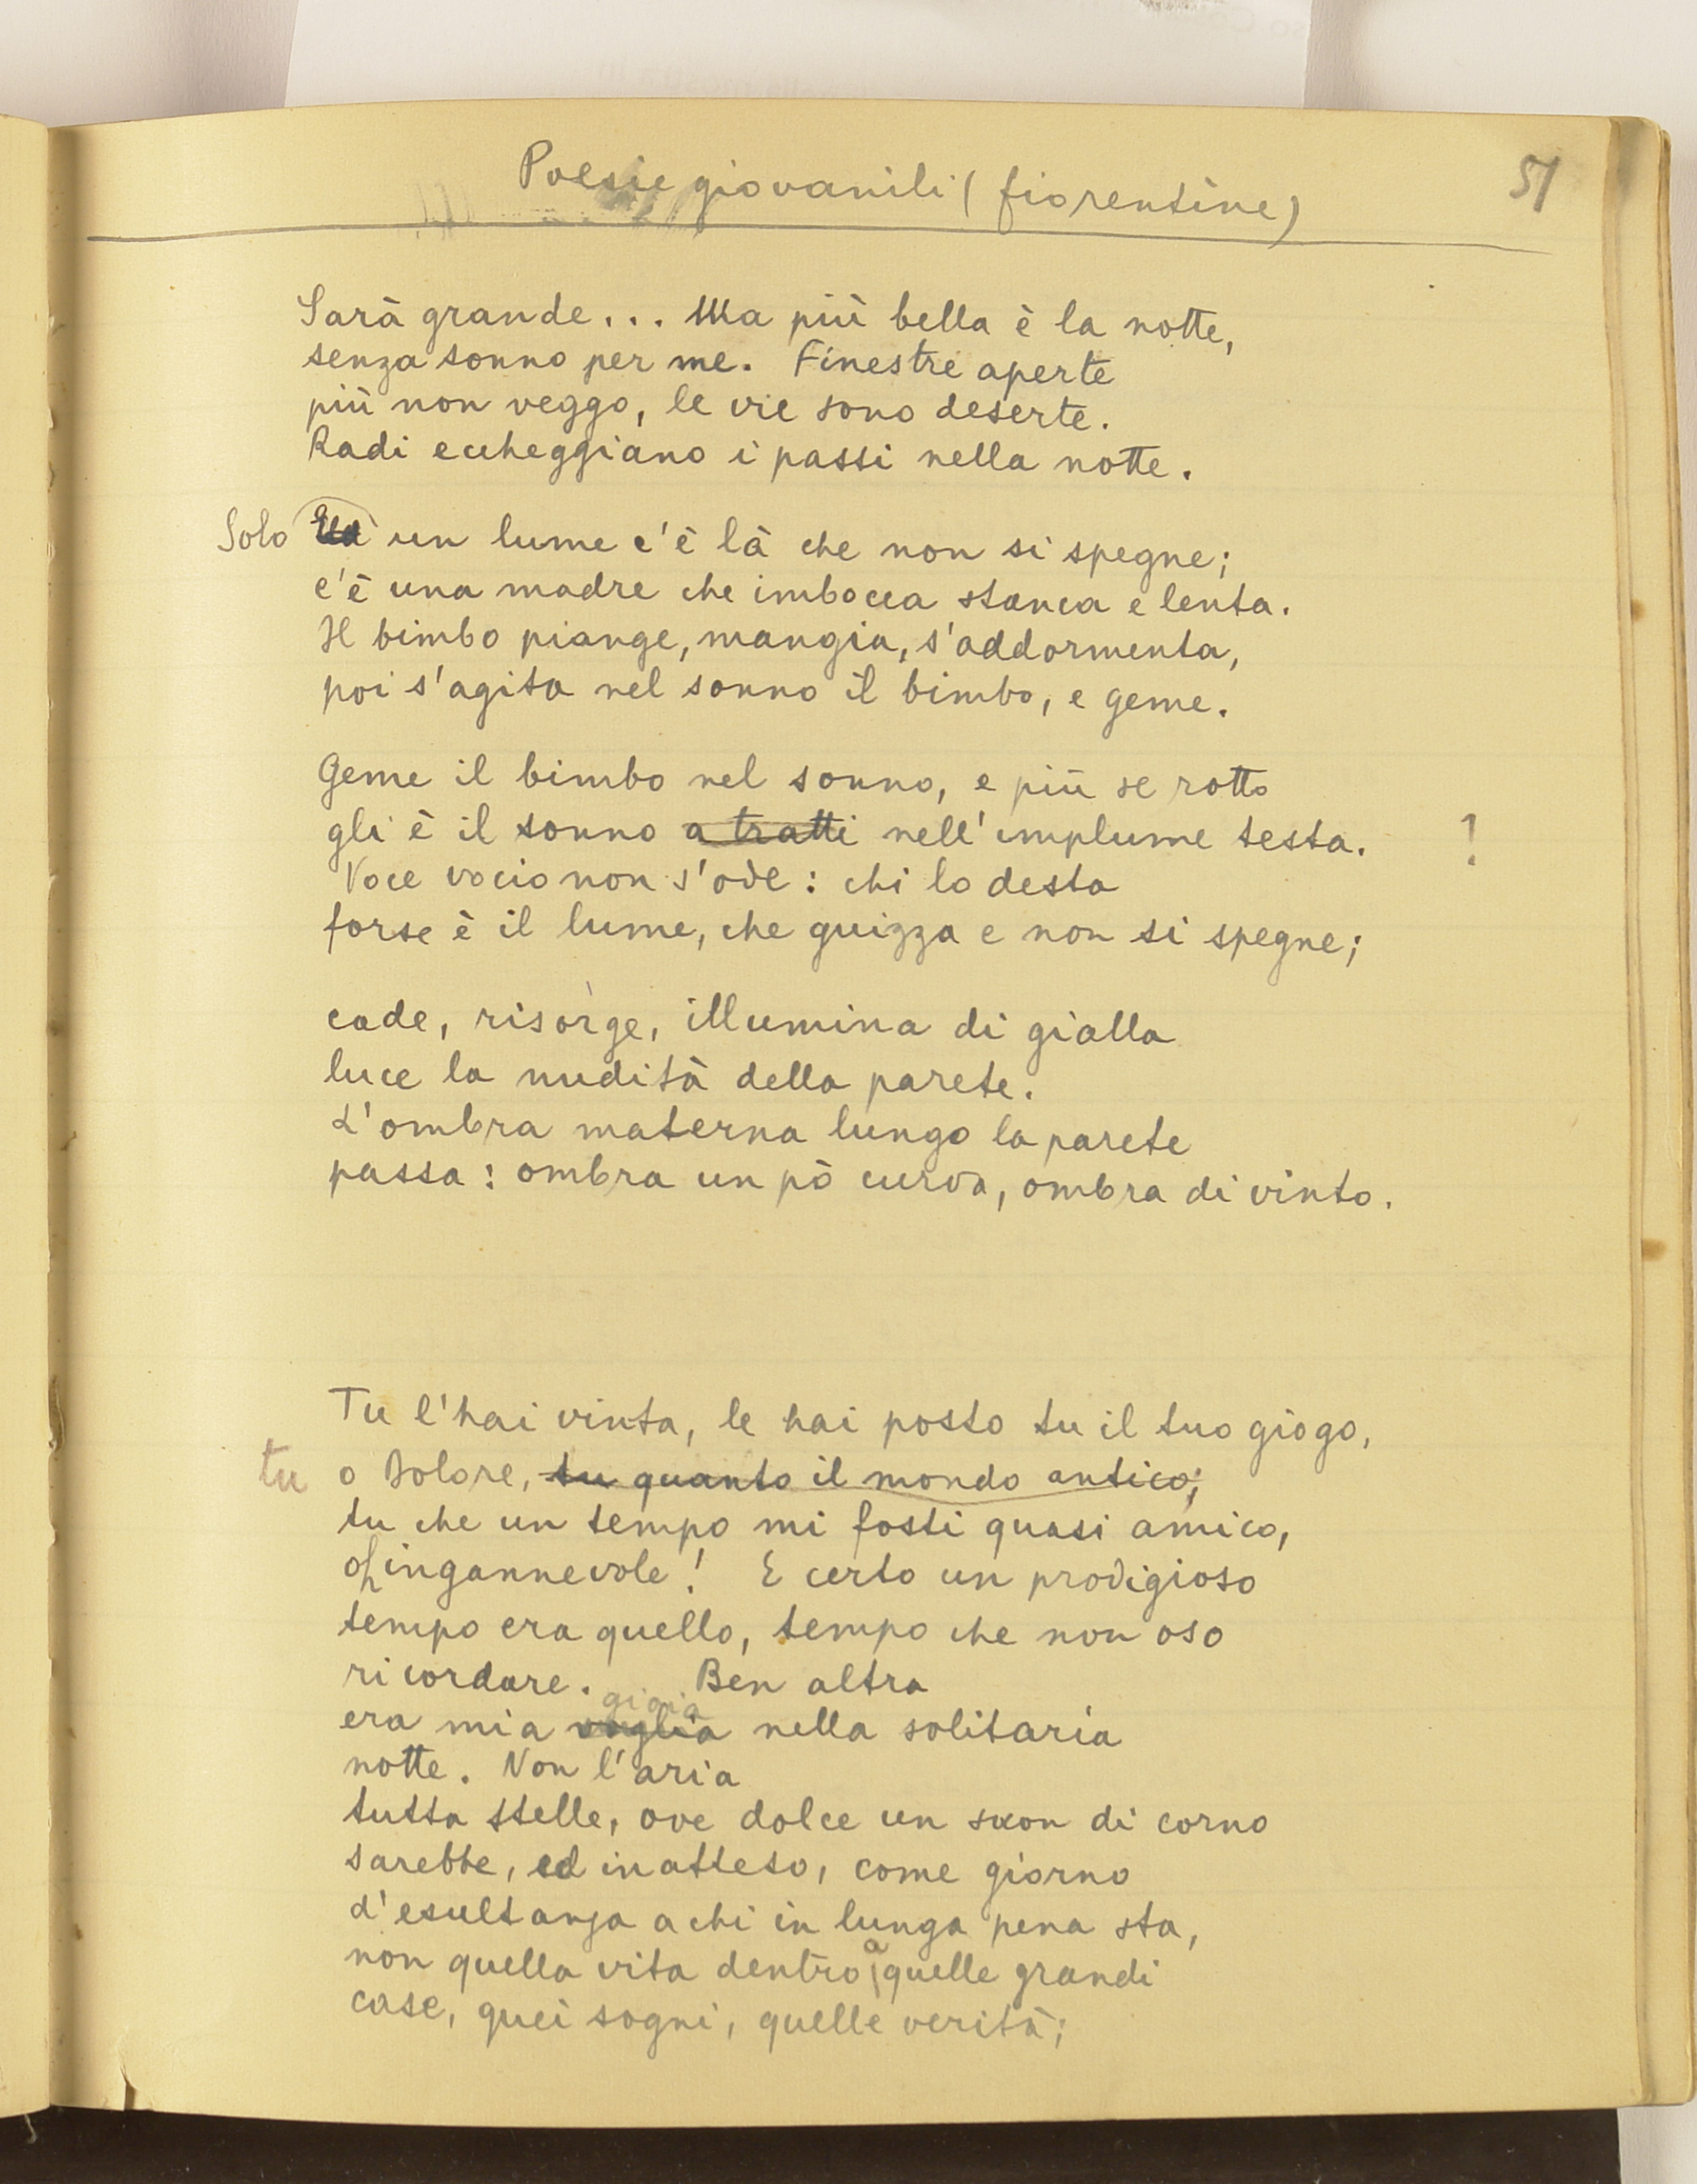 Poesie giovanili (fiorentine)
51
Sarà grande... Ma più bella è la notte,
senza sonno per me. Finestre aperte
più non veggo, le vie sono deserte.
Radi eccheggiano i passi nella notte.
Solo un lume c'è là che non si spegne;
c'è una madre che imbocca stanca e lenta.
Il bimbo piange, mangia, s'addormenta,
poi s'agita nel sonno il bimbo, e geme.
Geme il bimbo nel sonno, e più se rotto
gli è il sonno a tratti nell'implume testa. ?
Voce vocio non s'ode: chi lo desta
forse è il lume, che guizza e non si spegne;
cade, risòrge, illumina di gialla
luce la nudità della parete.
L'ombra materna lungo la parete
passa: ombra un pò curva, ombra di vinto.
Tu l'hai vinta, le hai posto tu il tuo giogo,
tu o Dolore, tu quanto il mondo antico;
tu che un tempo mi fosti quasi amico,
oh ingannevole! E certo un prodigioso
tempo era quello, tempo che non oso
ricordare. Ben altra
gioia
era mia voglia nella solitaria
notte. Non l'aria
tutta stelle, ove dolce un suon di corno
sarebbe, ed inatteso, come giorno
d'esultanza a chi in lunga pena sta,
non quella vita dentro a quelle grandi
case, quei sogni, quelle verità;